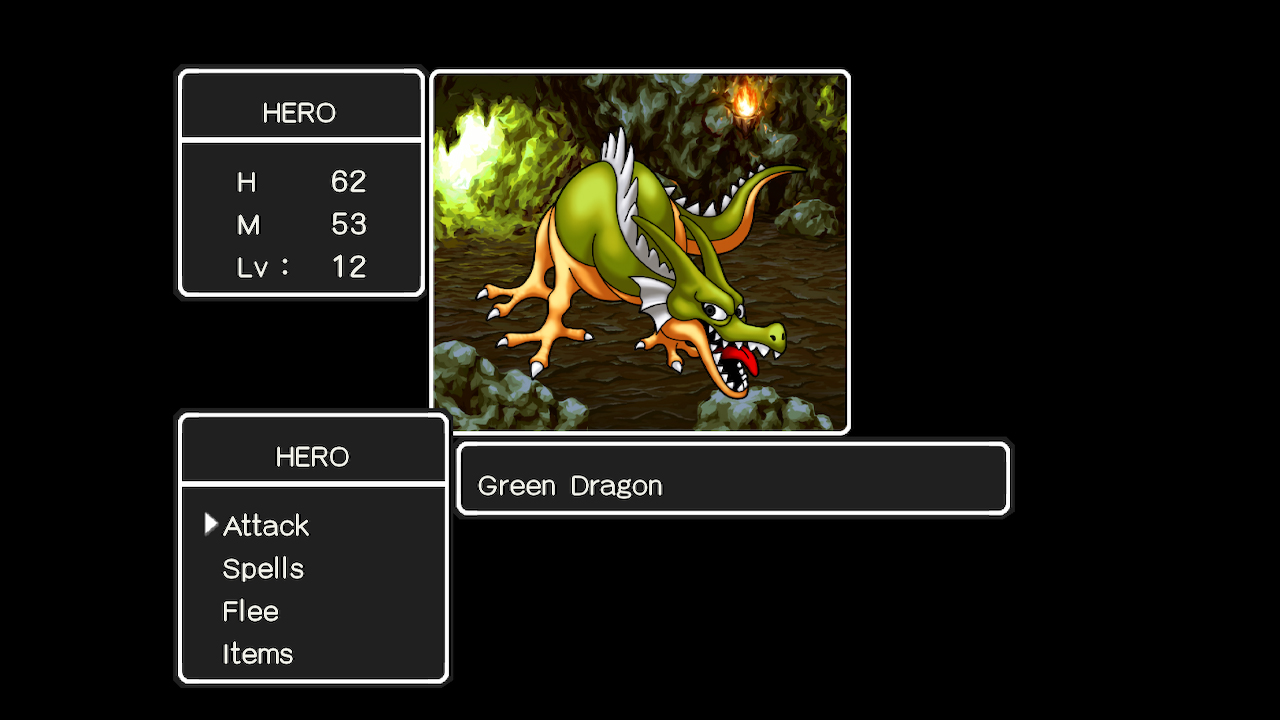 HERO
H 62
M 53
Lv : 12
HERO
Attack
Spells
Flee
Items
Green Dragon